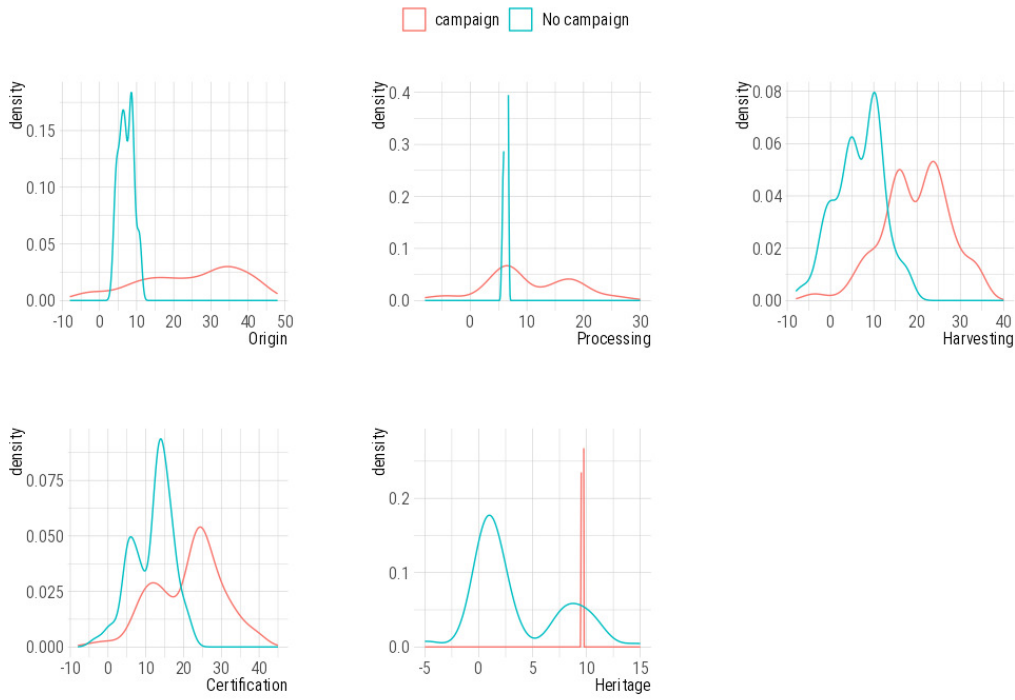 campaign No campaign
density
0.15
0.10
0.05
0.00
-10 0 10 20 30 40 50
Origin
density
0.4
0.3
0.2
0.1
0.0
0 10 20 30
Processing
density
0.08
0.06
0.04
0.02
0.00
-10 0 10 20 30 40
Harvesting
density
0.075
0.050
0.025
0.000
-10 0 10 20 30 40
Certification
density
0.2
0.1
0.0
-5 0 5 10 15
Heritage